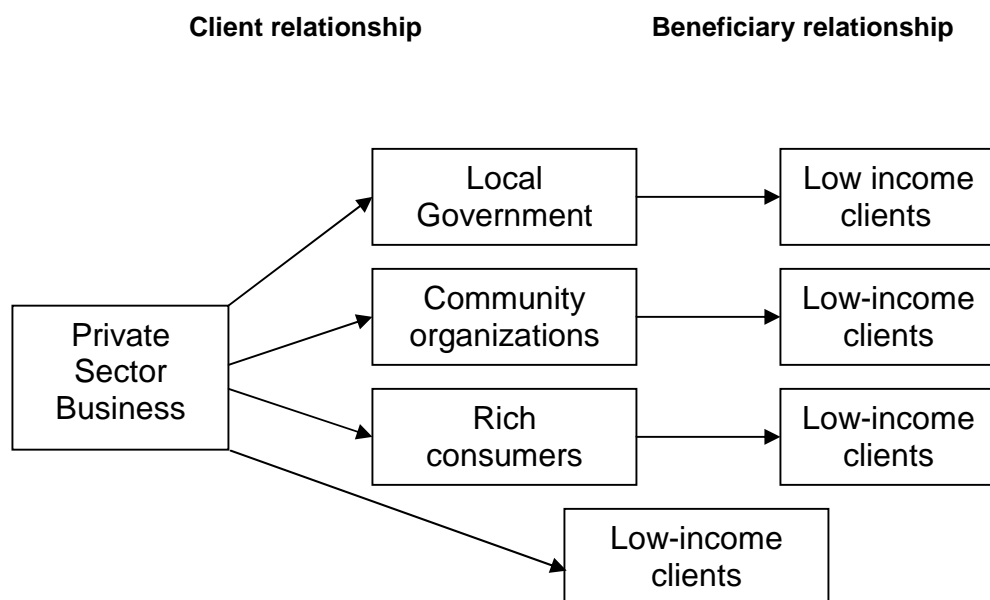 Client relationship
Beneficiary relationship
Local
Government
Low income
clients
Community
organizations
Low-income
clients
Private
Sector
Business
Rich
consumers
Low-income
clients
Low-income
clients